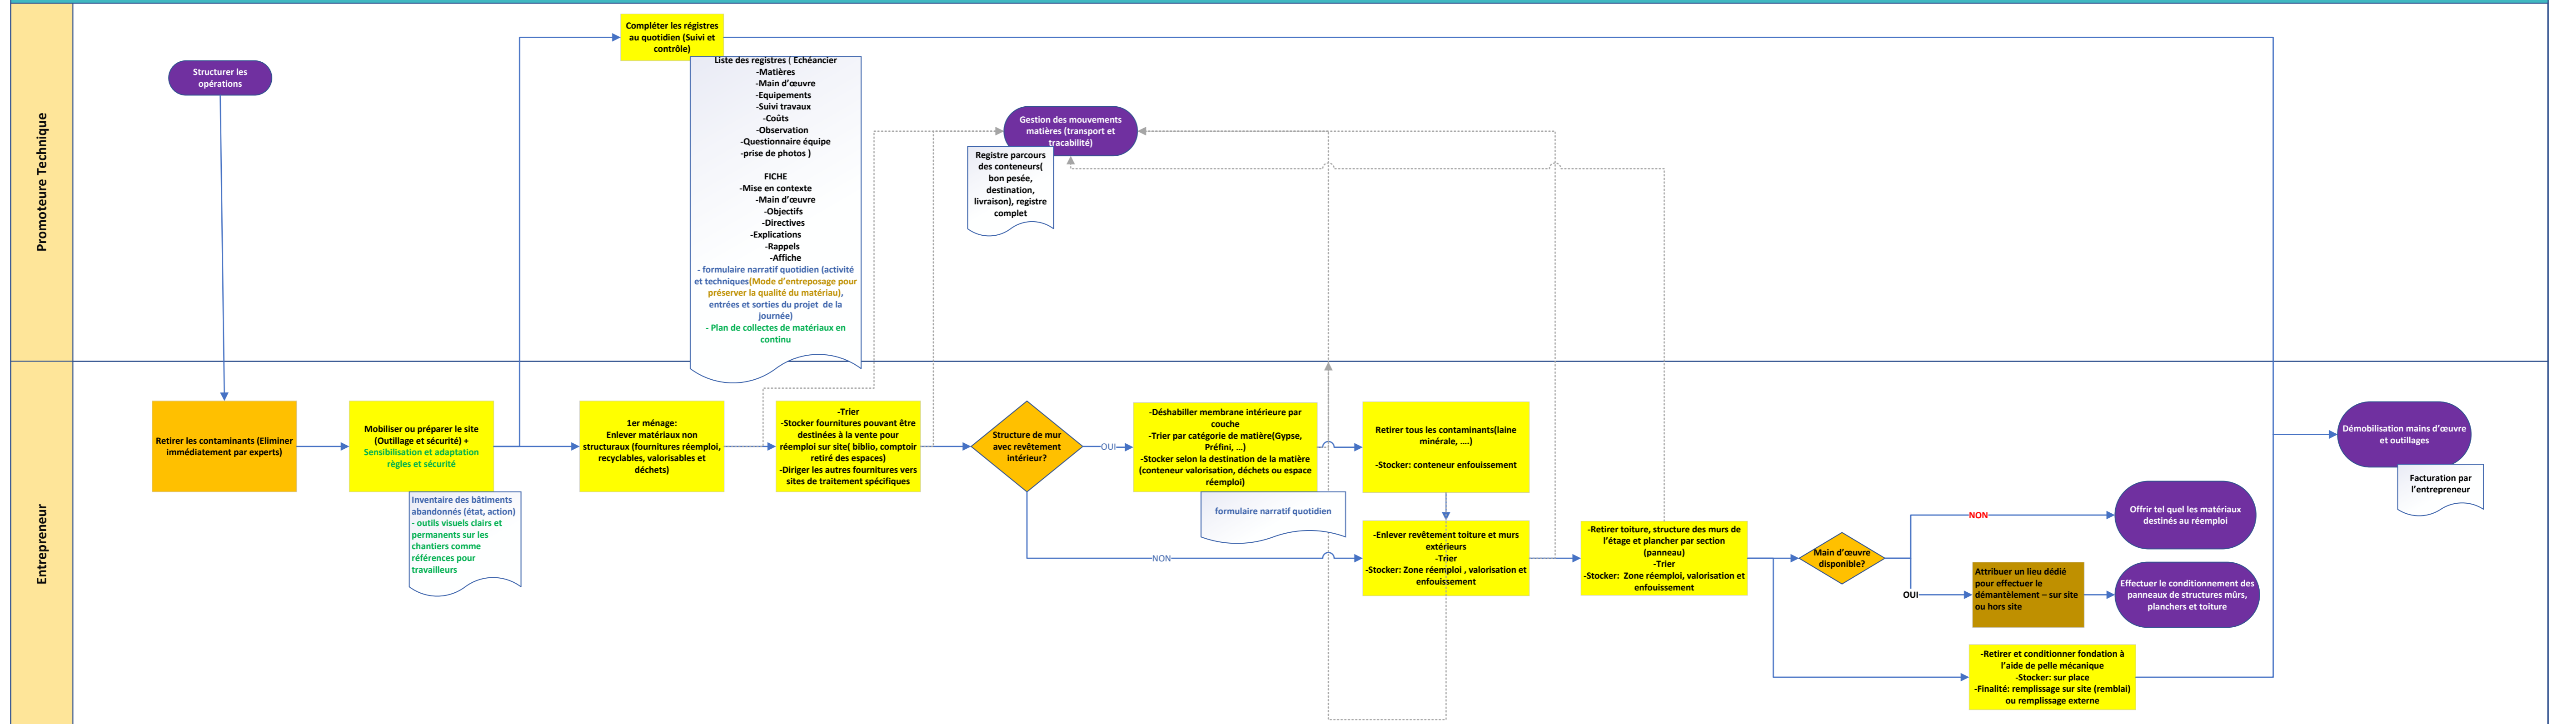 Promoteure Technique
Structurer les
opérations
Compléter les régistres
au quotidien (Suivi et
contrôle)
Liste des registres ( Echéancier
-Matières
-Main d’œuvre
-Equipements
-Suivi travaux
-Coûts
-Observation
-Questionnaire équipe
-prise de photos )
FICHE
-Mise en contexte
-Main d’œuvre
-Objectifs
-Directives
-Explications
-Rappels
-Affiche
- formulaire narratif quotidien (activité
et techniques(Mode d’entreposage pour
préserver la qualité du matériau),
entrées et sorties du projet  de la
journée)
- Plan de collectes de matériaux en
continu
Gestion des mouvements
matières (transport et
tracabilité)
Registre parcours
des conteneurs(
bon pesée,
destination,
livraison), registre
complet
Entrepreneur
Retirer les contaminants (Eliminer
immédiatement par experts)
Mobiliser ou préparer le site
(Outillage et sécurité) +
Sensibilisation et adaptation
règles et sécurité
Inventaire des bâtiments
abandonnés (état, action)
- outils visuels clairs et
permanents sur les
chantiers comme
références pour
travailleurs
1er ménage:
Enlever matériaux non
structuraux (fournitures réemploi,
recyclables, valorisables et
déchets)
-Trier
-Stocker fournitures pouvant être
destinées à la vente pour
réemploi sur site( biblio, comptoir
retiré des espaces)
-Diriger les autres fournitures vers
sites de traitement spécifiques
Structure de mur
avec revêtement
intérieur?
OUI
NON
-Déshabiller membrane intérieure par
couche
-Trier par catégorie de matière(Gypse,
Préfini, …)
-Stocker selon la destination de la matière
(conteneur valorisation, déchets ou espace
réemploi)
formulaire narratif quotidien
Retirer tous les contaminants(laine
minérale, ….)
-Stocker: conteneur enfouissement
-Enlever revêtement toiture et murs
extérieurs
-Trier
-Stocker: Zone réemploi , valorisation et
enfouissement
-Retirer toiture, structure des murs de
l’étage et plancher par section
(panneau)
-Trier
-Stocker:  Zone réemploi, valorisation et
enfouissement
Main d’œuvre
disponible?
NON
OUI
Offrir tel quel les matériaux
destinés au réemploi
Attribuer un lieu dédié
pour effectuer le
démantèlement – sur site
ou hors site
Effectuer le conditionnement des
panneaux de structures mûrs,
planchers et toiture
-Retirer et conditionner fondation à
l’aide de pelle mécanique
-Stocker: sur place
-Finalité: remplissage sur site (remblai)
ou remplissage externe
Démobilisation mains d’œuvre
et outillages
Facturation par
l’entrepreneur